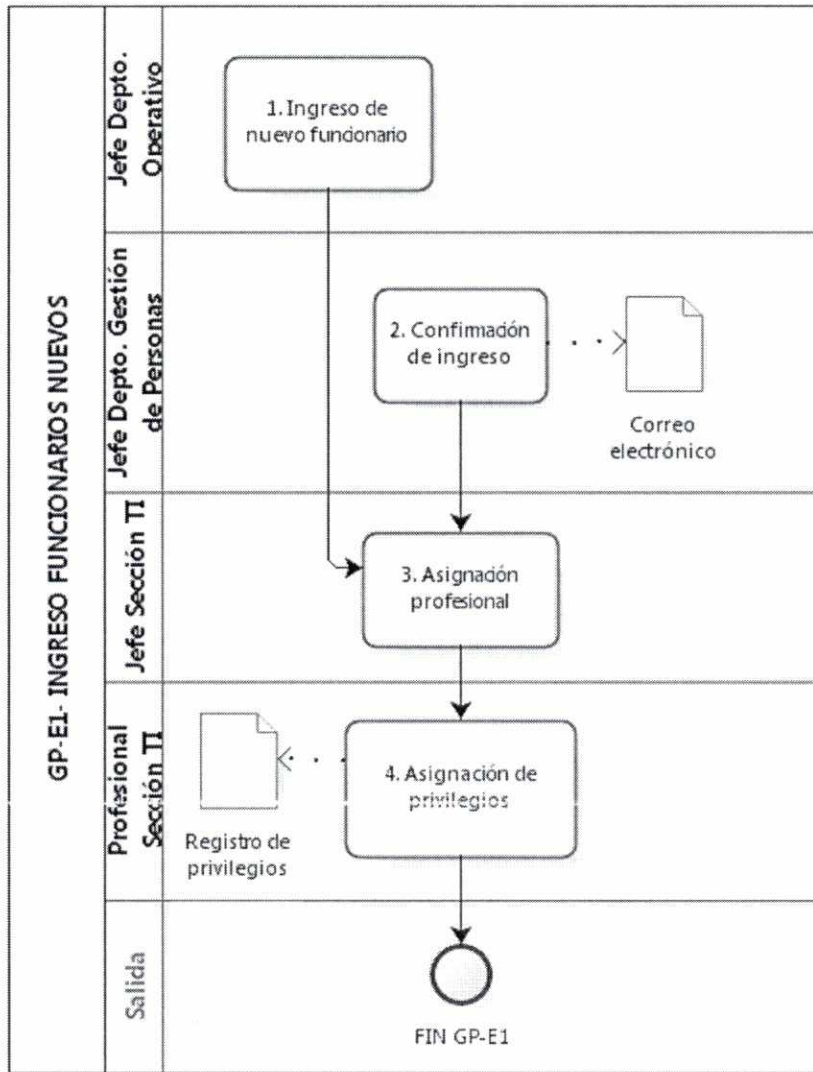 GP-E1- INGRESO FUNCIONARIOS NUEVOS
Jefe Depto.
Operativo
1. Ingreso de
nuevo funcionario
Jefe Depto. Gestión
de Personas
2. Confimación
de ingreso
Correo
electrónico
Jefe Sección TI
3. Asignación
profesional
Profesional
Sección TI
4. Asignación de
privilegios
Registro de
privilegios
Salida
FIN GP-E1